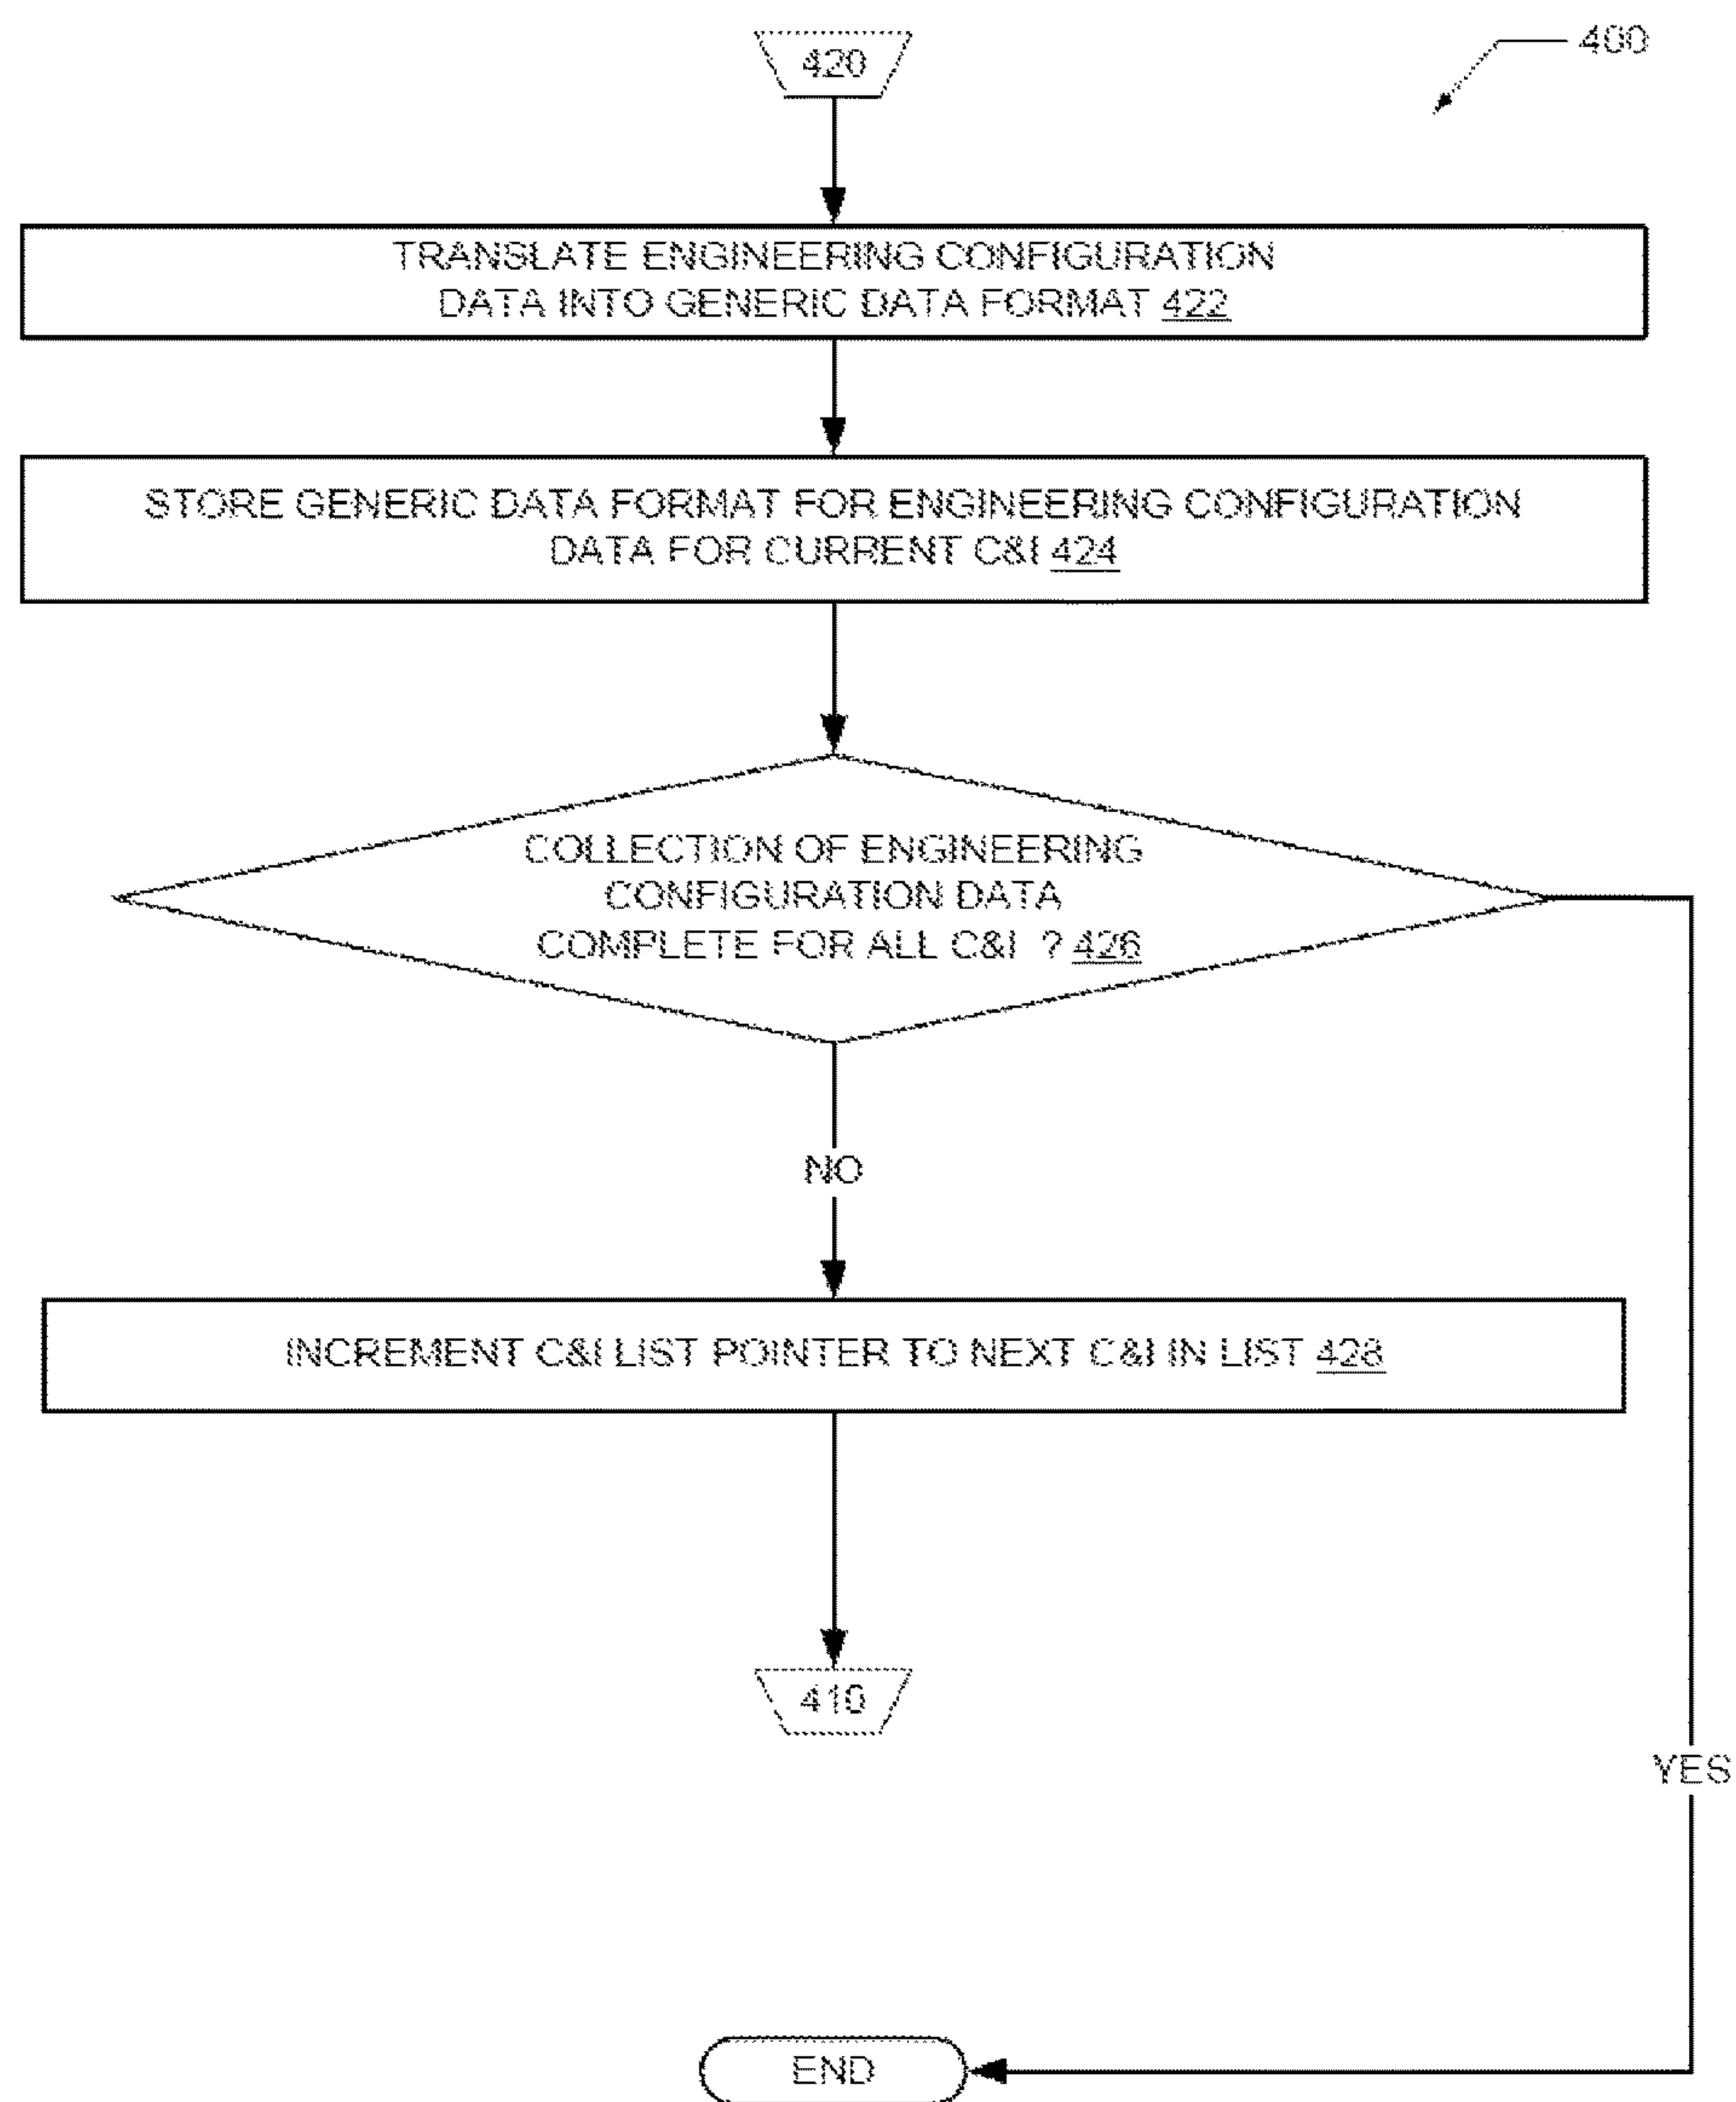 420
400
TRANSLATE ENGINEERING CONFIGURATION
DATA INTO GENERIC DATA FORMAT 422
STORE GENERIC DATA FORMAT FOR ENGINEERING CONFIGURATION
DATA FOR CURRENT C&I 424
COLLECTION OF ENGINEERING
CONFIGURATION DATA
COMPLETE FOR ALL C&I ? 426
NO
INCREMENT C&I LIST POINTER TO NEXT C&I IN LIST 428
410
YES
END